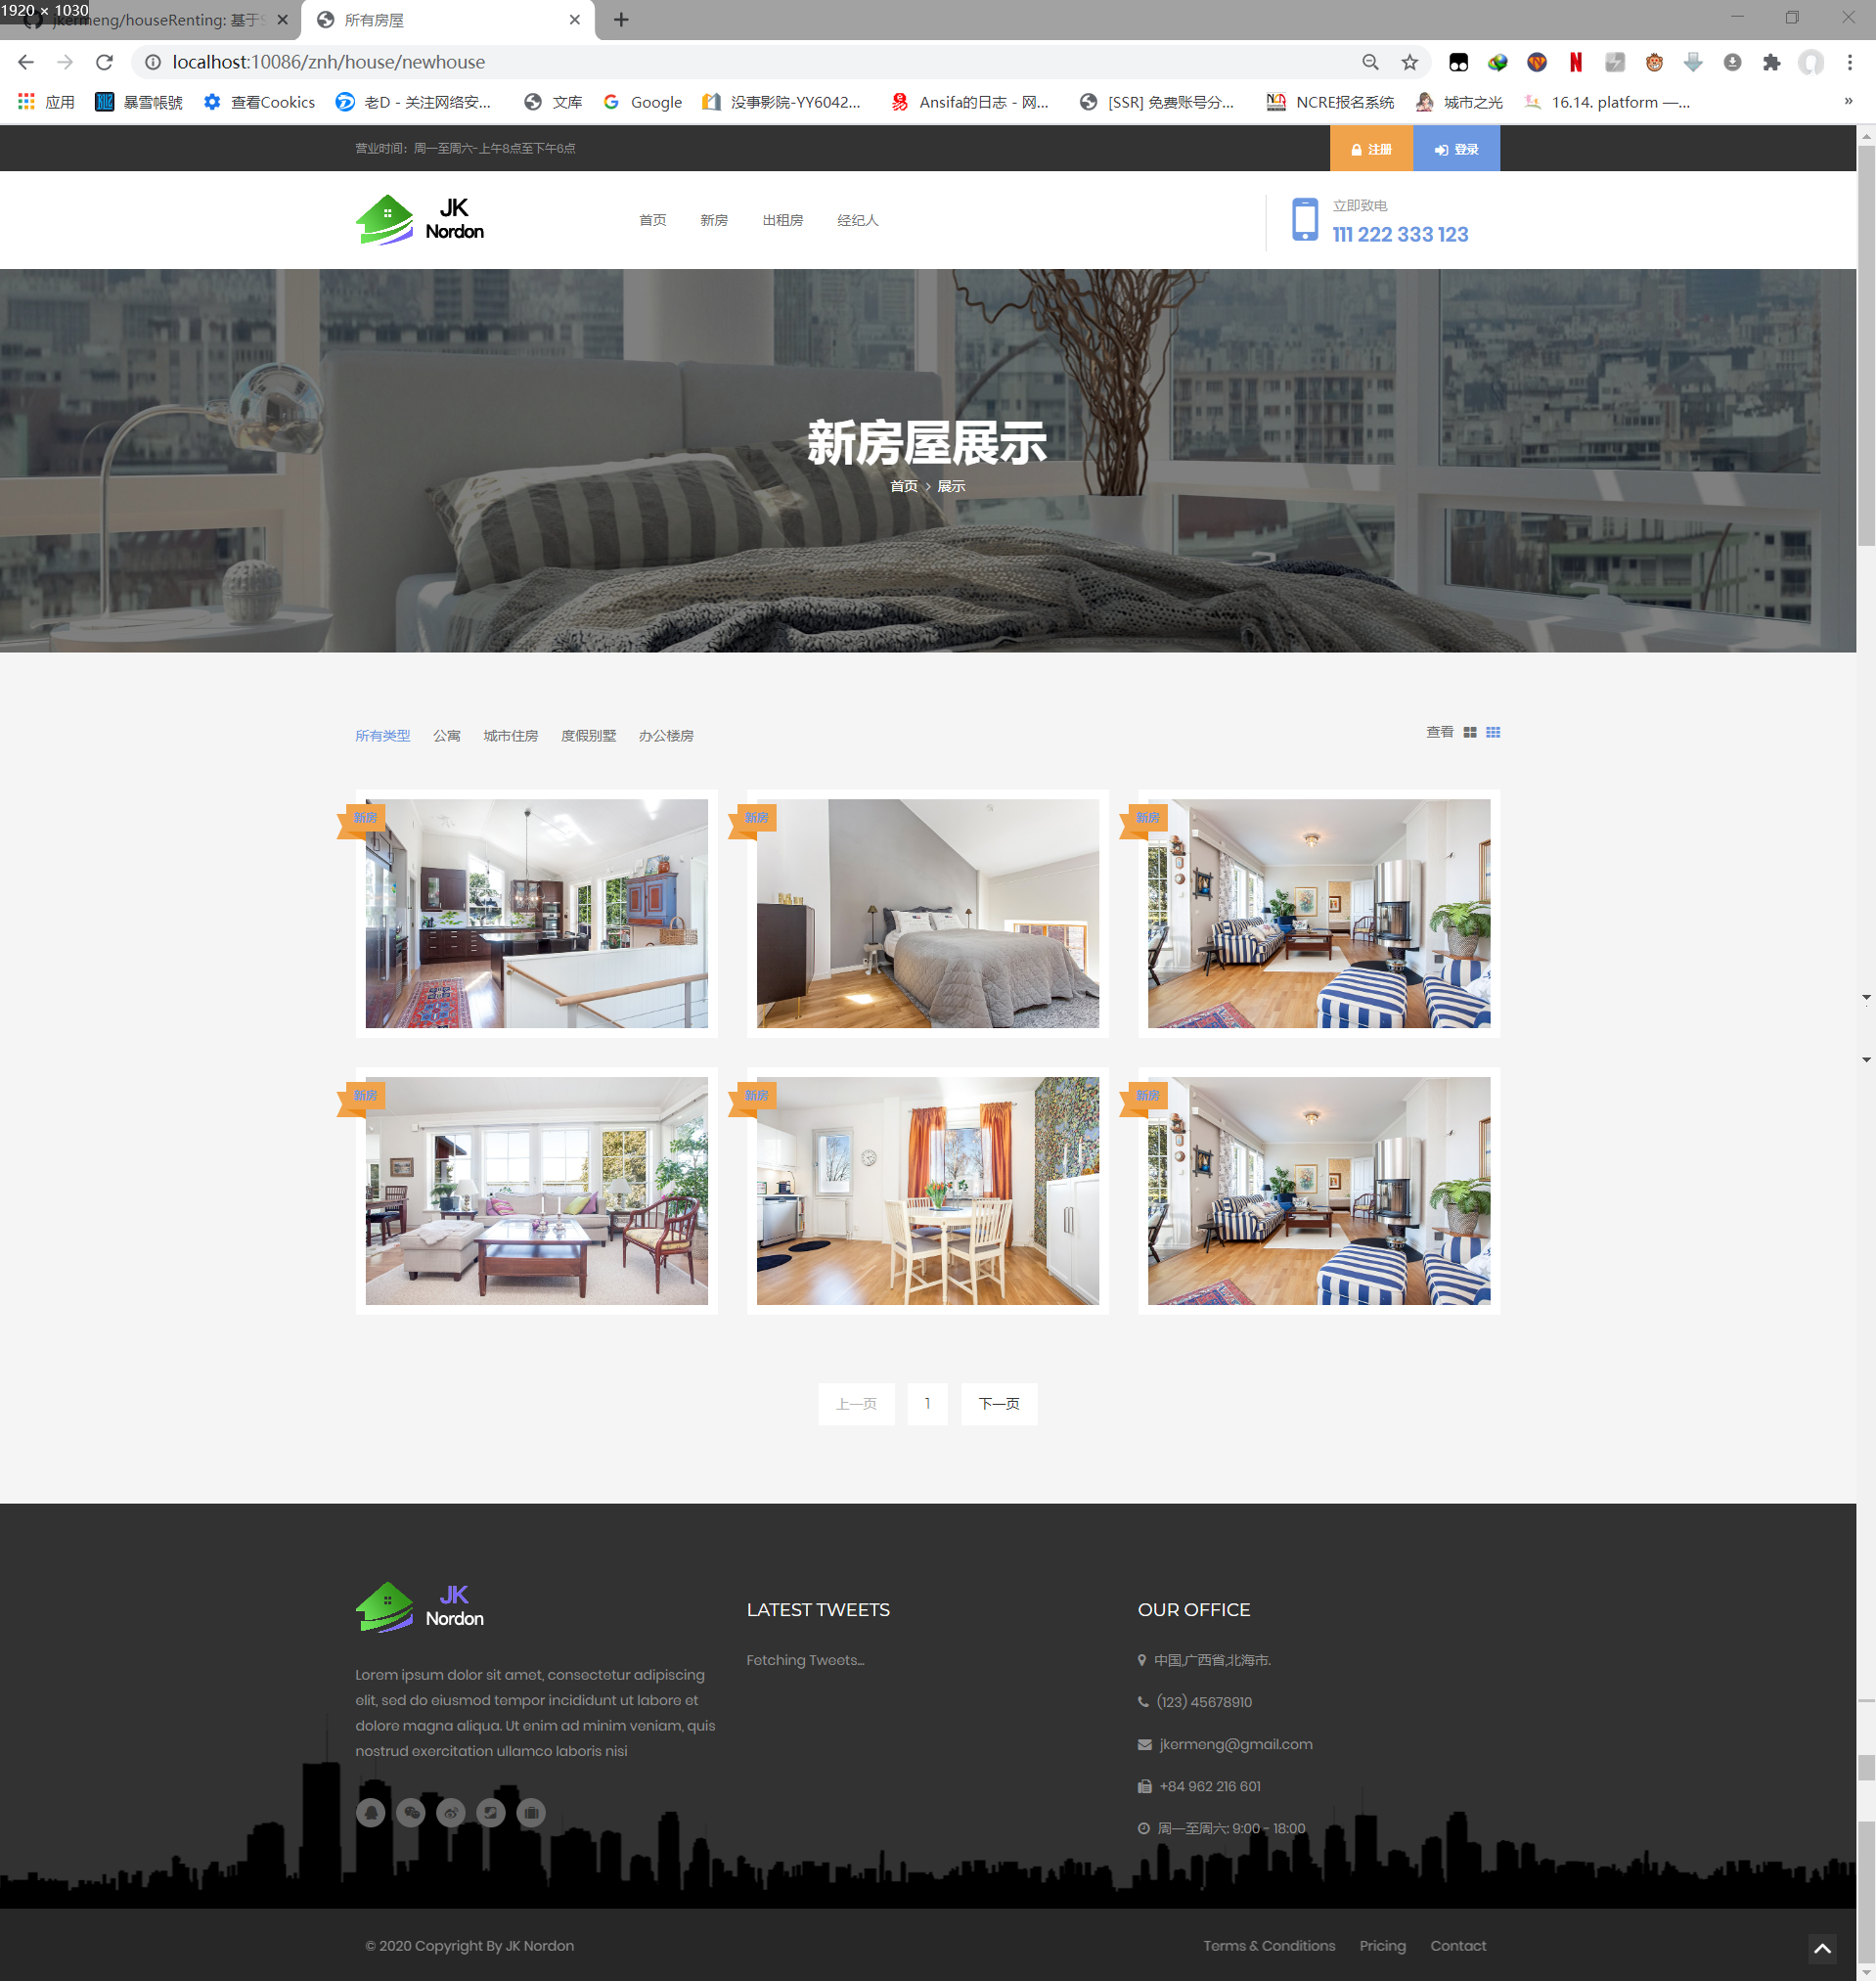 1920 × 1030
jkermeng/houseRenting: 基于S
所有房屋
localhost:10086/znh/house/newhouse
应用
暴雪帳號
查看Cookics
老D - 关注网络安...
文库
Google
没事影院-YY6042...
Ansifa的日志 - 网...
[SSR] 免费账号分...
NCRE报名系统
城市之光
16.14. platform —...
»
营业时间：周一至周六-上午8点至下午6点
注册
登录
JK
Nordon
首页
新房
出租房
经纪人
立即致电
111 222 333 123
新房屋展示
首页 > 展示
所有类型
公寓
城市住房
度假别墅
办公楼房
查看
新房
新房
新房
新房
新房
新房
上一页
1
下一页
JK
Nordon
Lorem ipsum dolor sit amet, consectetur adipiscing
elit, sed do eiusmod tempor incididunt ut labore et
dolore magna aliqua. Ut enim ad minim veniam, quis
nostrud exercitation ullamco laboris nisi
LATEST TWEETS
Fetching Tweets...
OUR OFFICE
中国,广西省,北海市.
(123) 45678910
jkermeng@gmail.com
+84 962 216 601
周一至周六: 9:00 - 18:00
© 2020 Copyright By JK Nordon
Terms & Conditions
Pricing
Contact